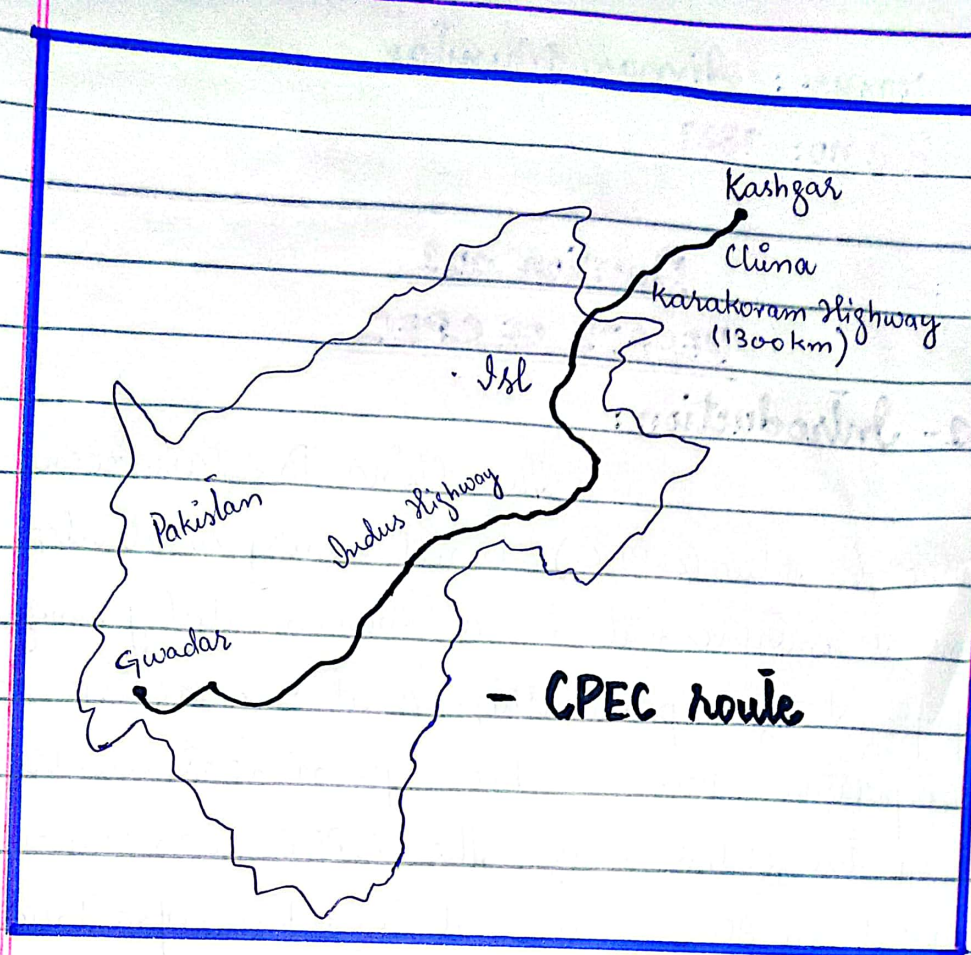 Kashgar
China
Karakoram Highway
(1300km)
. Isl
Indus Highway
Pakistan
Gwadar
- CPEC route